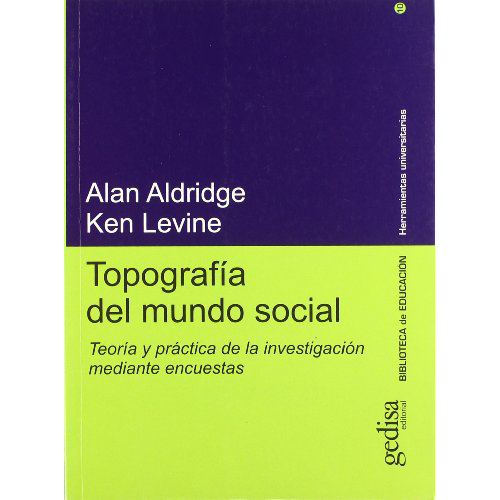 10
Alan Aldridge
Ken Levine
Topografía
del mundo social
Teoría y práctica de la investigación
mediante encuestas
Herramientas universitarias
BIBLIOTECA de EDUCACIÓN
gedisa
editorial